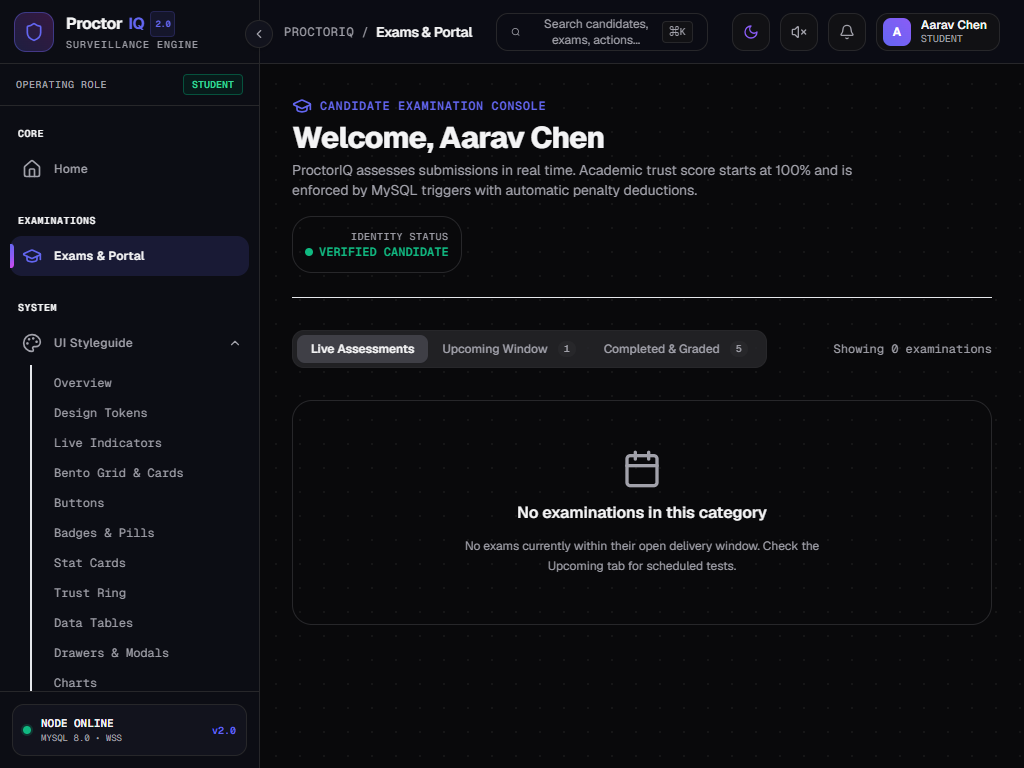 Proctor IQ 2.0
SURVEILLANCE ENGINE
OPERATING ROLE
STUDENT
CORE
Home
EXAMINATIONS
Exams & Portal
SYSTEM
UI Styleguide
Overview
Design Tokens
Live Indicators
Bento Grid & Cards
Buttons
Badges & Pills
Stat Cards
Trust Ring
Data Tables
Drawers & Modals
Charts
NODE ONLINE
MYSQL 8.0 • WSS
v2.0
PROCTORIQ / Exams & Portal
Search candidates,
exams, actions...
⌘K
A
Aarav Chen
STUDENT
CANDIDATE EXAMINATION CONSOLE
Welcome, Aarav Chen
ProctorIQ assesses submissions in real time. Academic trust score starts at 100% and is
enforced by MySQL triggers with automatic penalty deductions.
IDENTITY STATUS
VERIFIED CANDIDATE
Live Assessments
Upcoming Window 1
Completed & Graded 5
Showing 0 examinations
No examinations in this category
No exams currently within their open delivery window. Check the
Upcoming tab for scheduled tests.